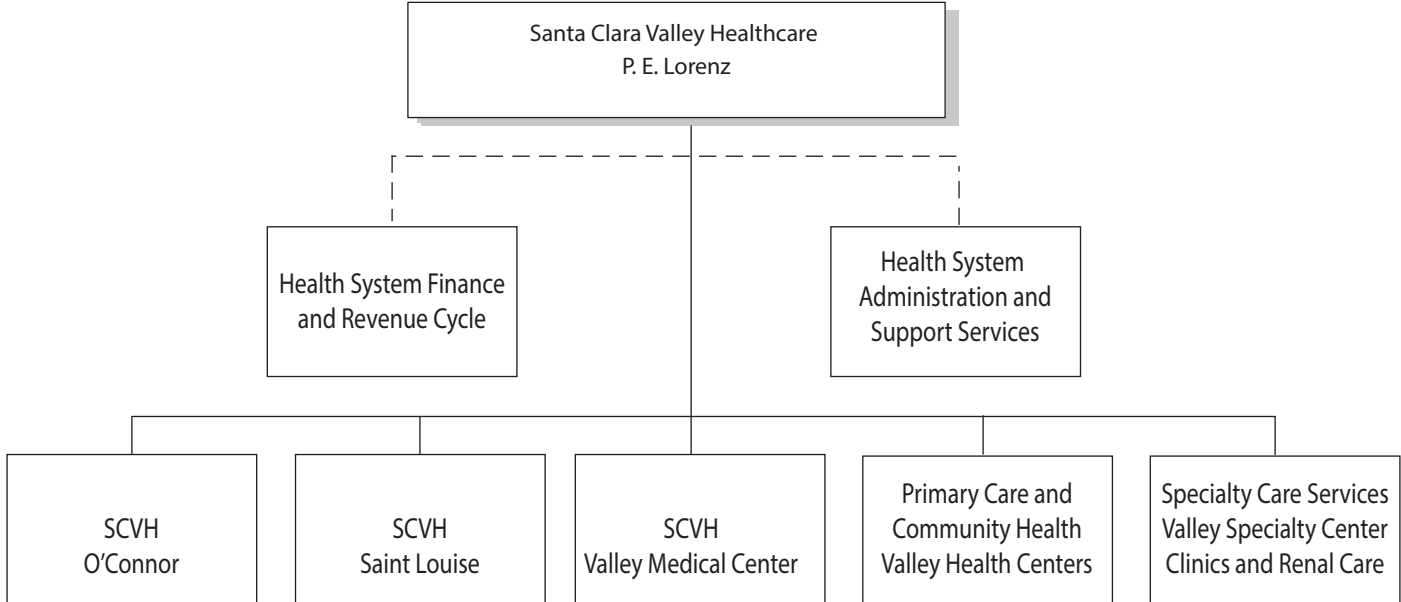 Santa Clara Valley Healthcare
P. E. Lorenz
Health System Finance
and Revenue Cycle
Health System
Administration and
Support Services
SCVH
O’Connor
SCVH
Saint Louise
SCVH
Valley Medical Center
Primary Care and
Community Health
Valley Health Centers
Specialty Care Services
Valley Specialty Center
Clinics and Renal Care